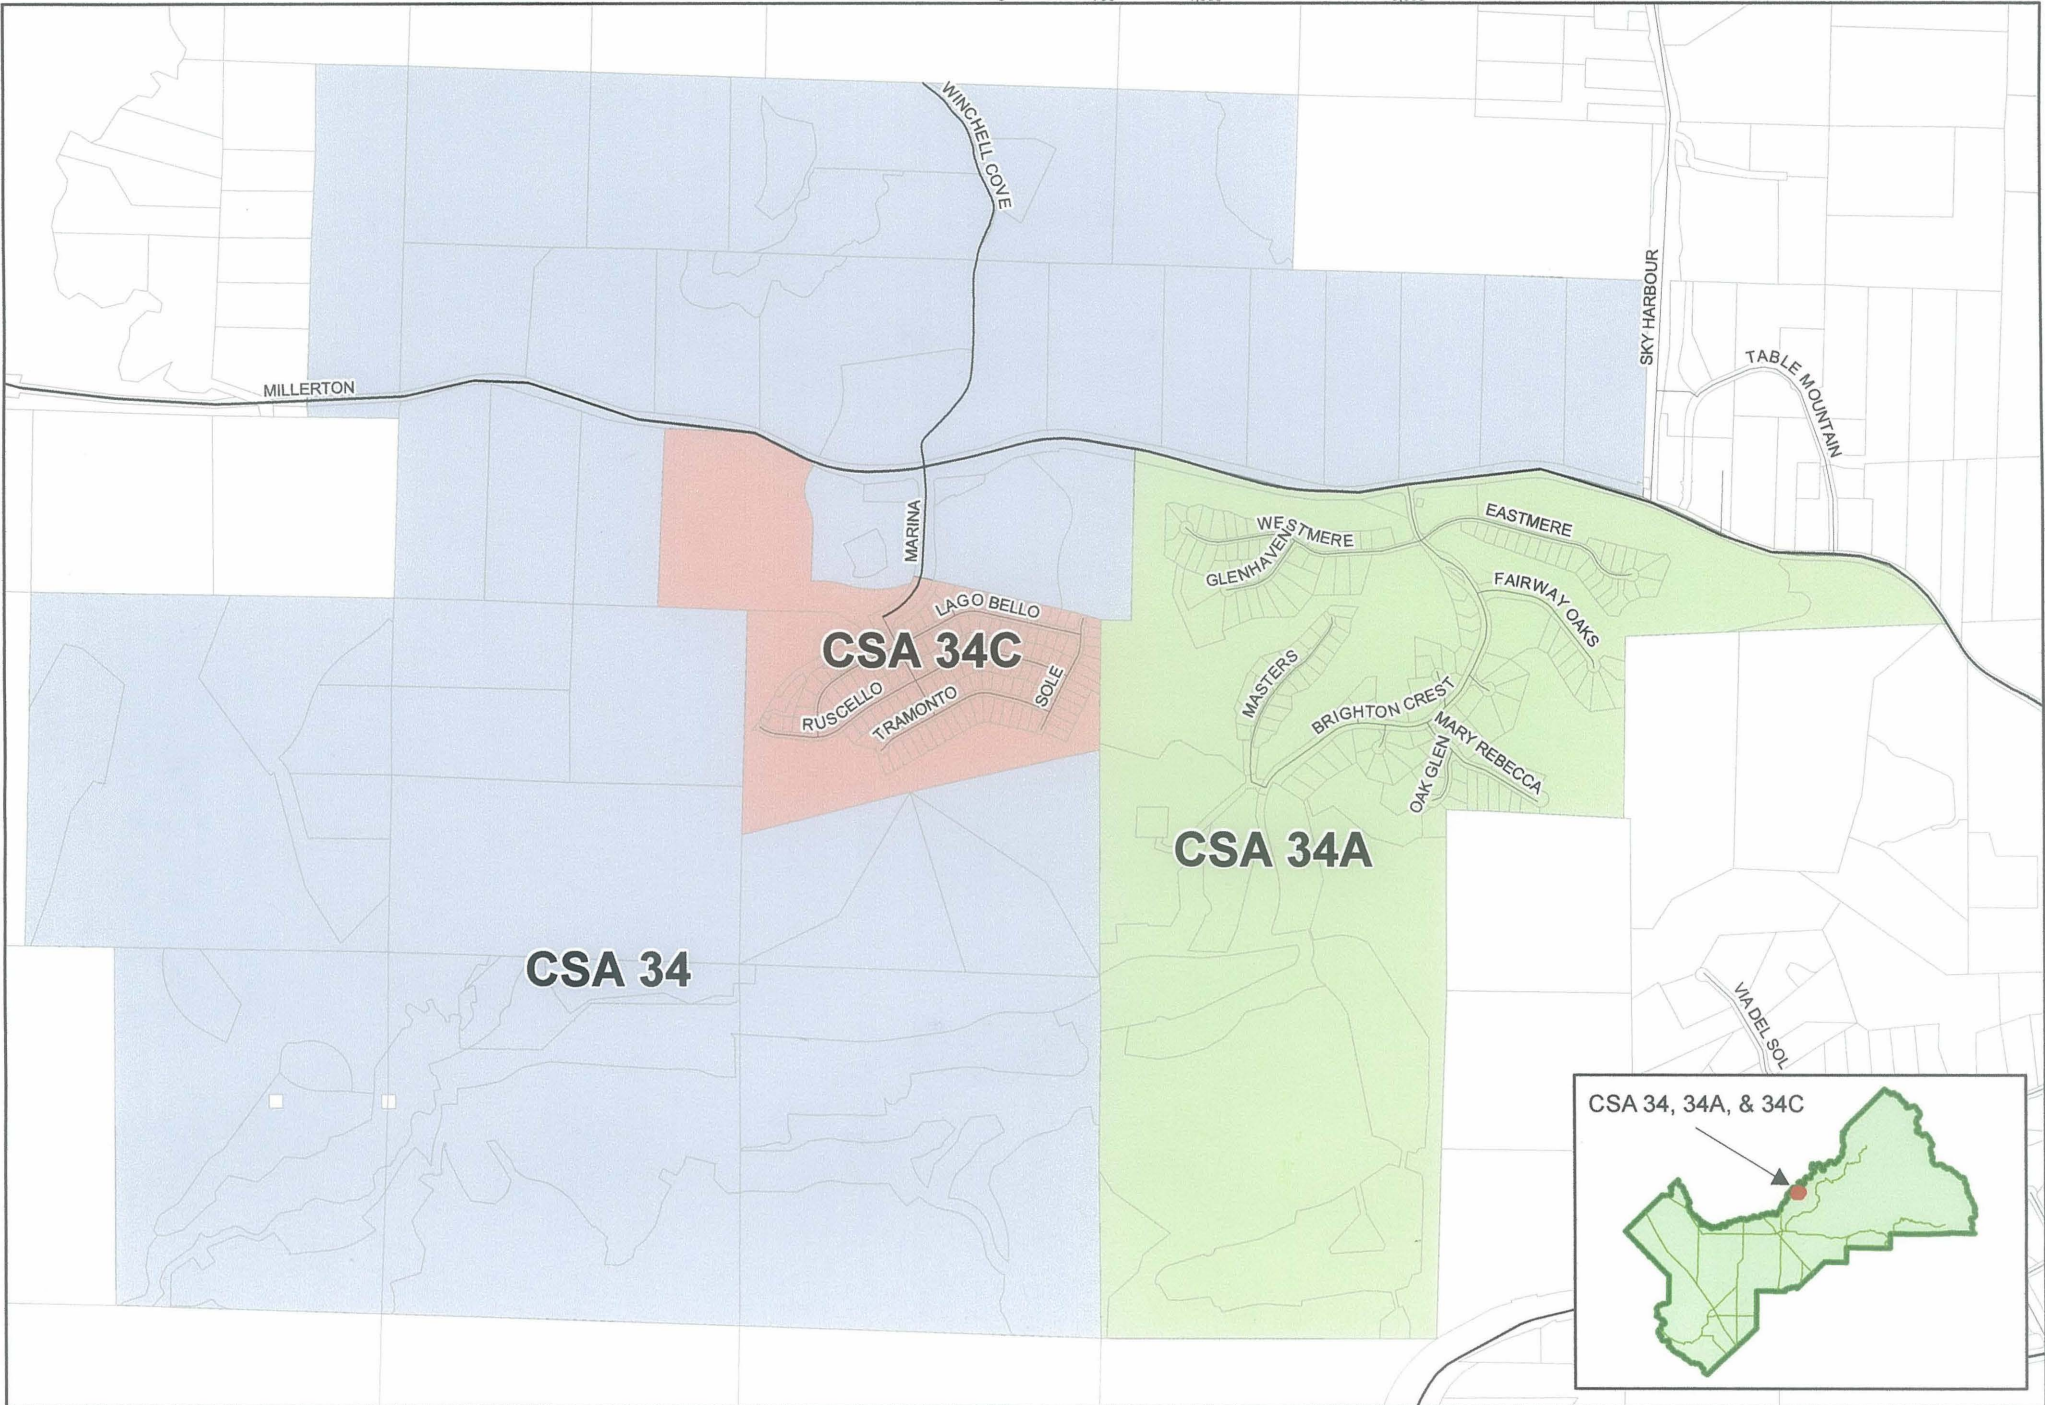 WINCHELL COVE
SKY HARBOUR
TABLE MOUNTAIN
MILLERTON
MARINA
WESTMERE
EASTMERE
GLENHAVEN
FAIRWAY OAKS
LAGO BELLO
CSA 34C
SOLE
RUSCELLO
TRAMONTO
MASTERS
BRIGHTON CREST
MARY REBECCA
OAK GLEN
CSA 34A
CSA 34
VIA DEL SOL
CSA 34, 34A, & 34C